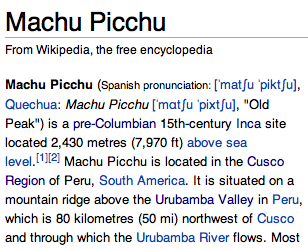 Machu Picchu
From Wikipedia, the free encyclopedia
Machu Picchu (Spanish pronunciation: [ˈmatʃu ˈpiktʃu],
Quechua: Machu Picchu [ˈmɑtʃu ˈpixtʃu], "Old
Peak") is a pre-Columbian 15th-century Inca site
located 2,430 metres (7,970 ft) above sea
level.[1][2] Machu Picchu is located in the Cusco
Region of Peru, South America. It is situated on a
mountain ridge above the Urubamba Valley in Peru,
which is 80 kilometres (50 mi) northwest of Cusco
and through which the Urubamba River flows. Most